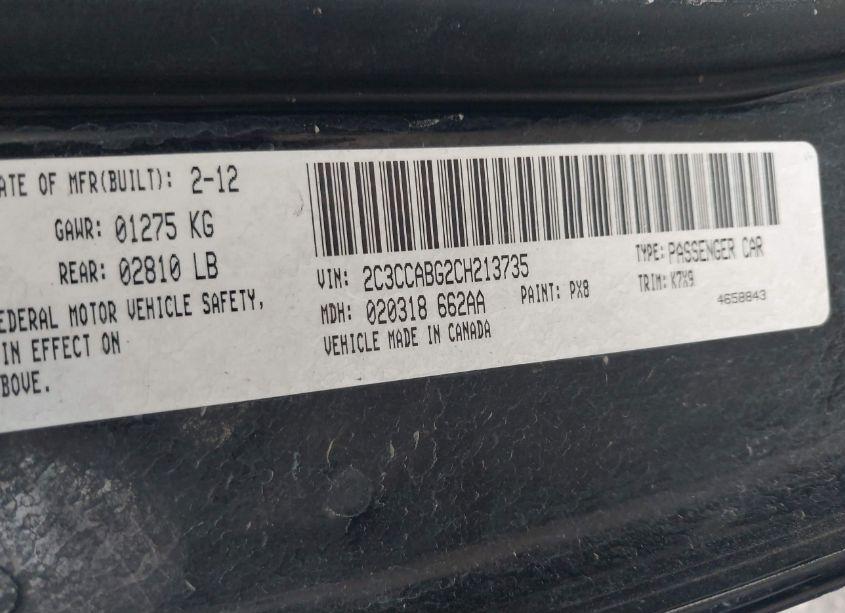 ATE OF MFR(BUILT): 2-12
GAWR: 01275 KG
REAR: 02810 LB
EDERAL MOTOR VEHICLE SAFETY,
IN EFFECT ON
BOVE.
VIN: 2C3CCABG2CH213735
TYPE: PASSENGER CAR
MDH: 020318 662AA
PAINT: PX8
TRIM: K7X9
VEHICLE MADE IN CANADA
4658843